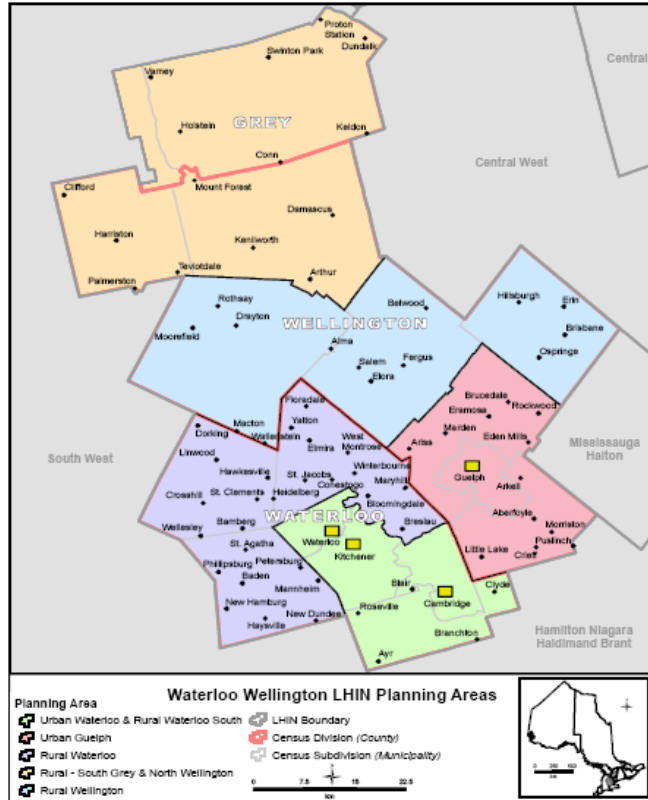 Proton
Station
Dundalk
Swinton Park
Central
Varney
Holstein
GREY
Keldon
Conn
Central West
Clifford
Mount Forest
Damascus
Harriston
Kenilworth
Teviotdale
Palmerston
Arthur
Rothsay
Belwood
Hillsburgh
Erin
Drayton
WELLINGTON
Moorefield
Brisbane
Alma
Ospringe
Salem
Fergus
Elora
Floradale
Brucedale
Eramosa
Rockwood
Yatton
Marden
Dorking
Macton
Wallenstein
West
Montrose
Elmira
Ariss
Eden Mills
Mississauga
Halton
South West
Linwood
Winterbourne
Hawkesville
St. Jacobs
Conestogo
Maryhill
Guelph
Arkell
Crosshill
St. Clements
Heidelberg
Bloomingdale
Aberfoyle
WATERLOO
Morriston
Wellesley
Bamberg
Waterloo
Breslau
Puslinch
Kitchener
Little Lake
Crieff
St. Agatha
Petersburg
Phillipsburg
Baden
Mannheim
Blair
Clyde
Cambridge
New Hamburg
Roseville
Haysville
New Dundee
Branchton
Hamilton Niagara
Haldimand Brant
Ayr
Waterloo Wellington LHIN Planning Areas
Planning Area
Urban Waterloo & Rural Waterloo South
Urban Guelph
Rural Waterloo
Rural - South Grey & North Wellington
Rural Wellington
LHIN Boundary
Census Division (County)
Census Subdivision (Municipality)
0 7.5 15 22.5
km